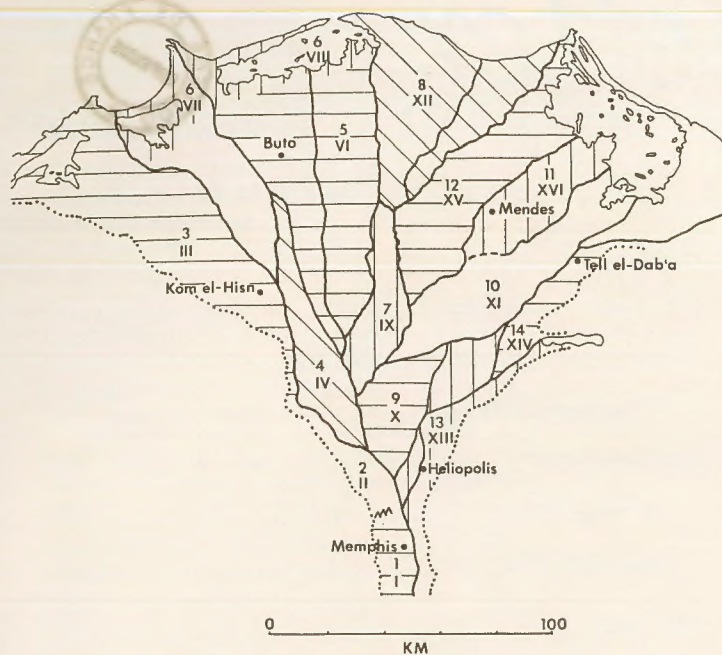 6
VII
6
VII
8
XII
Buto
5
VI
12
XV
11
XVI
Mendes
3
III
Tell el-Dab'a
Kom el-Hisn
10
XI
7
IX
14
XIV
4
IV
9
X
13
XIII
2
II
Heliopolis
Memphis
1
I
0 100
KM